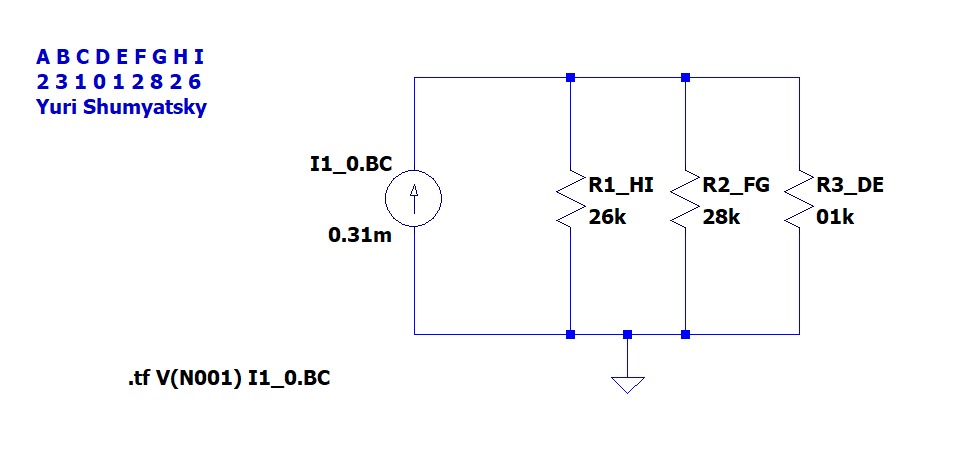 A B C D E F G H I
2 3 1 0 1 2 8 2 6
Yuri Shumyatsky
I1_0.BC
0.31m
R1_HI
26k
R2_FG
28k
R3_DE
01k
.tf V(N001) I1_0.BC